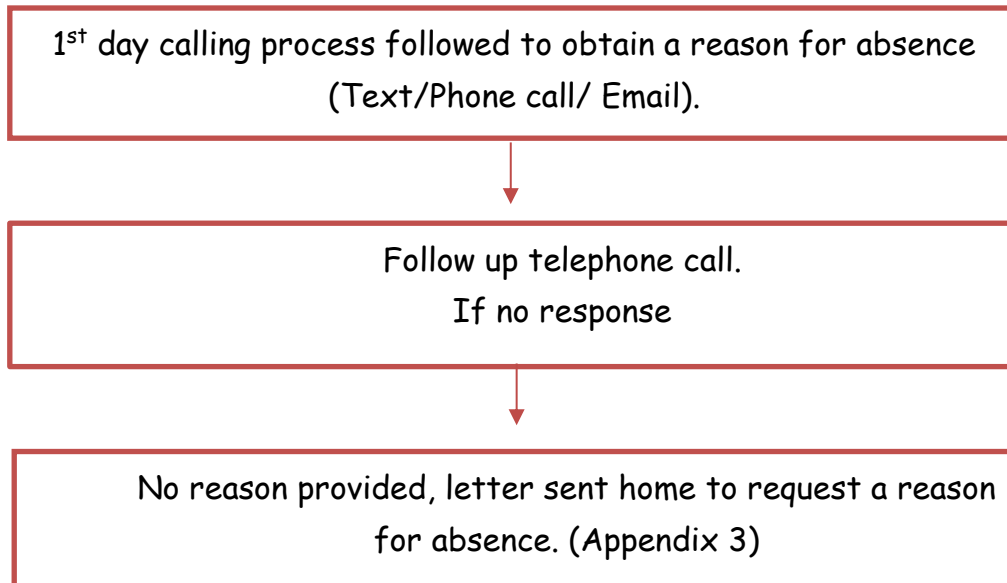 1st day calling process followed to obtain a reason for absence
(Text/Phone call/ Email).
Follow up telephone call.
If no response
No reason provided, letter sent home to request a reason
for absence. (Appendix 3)